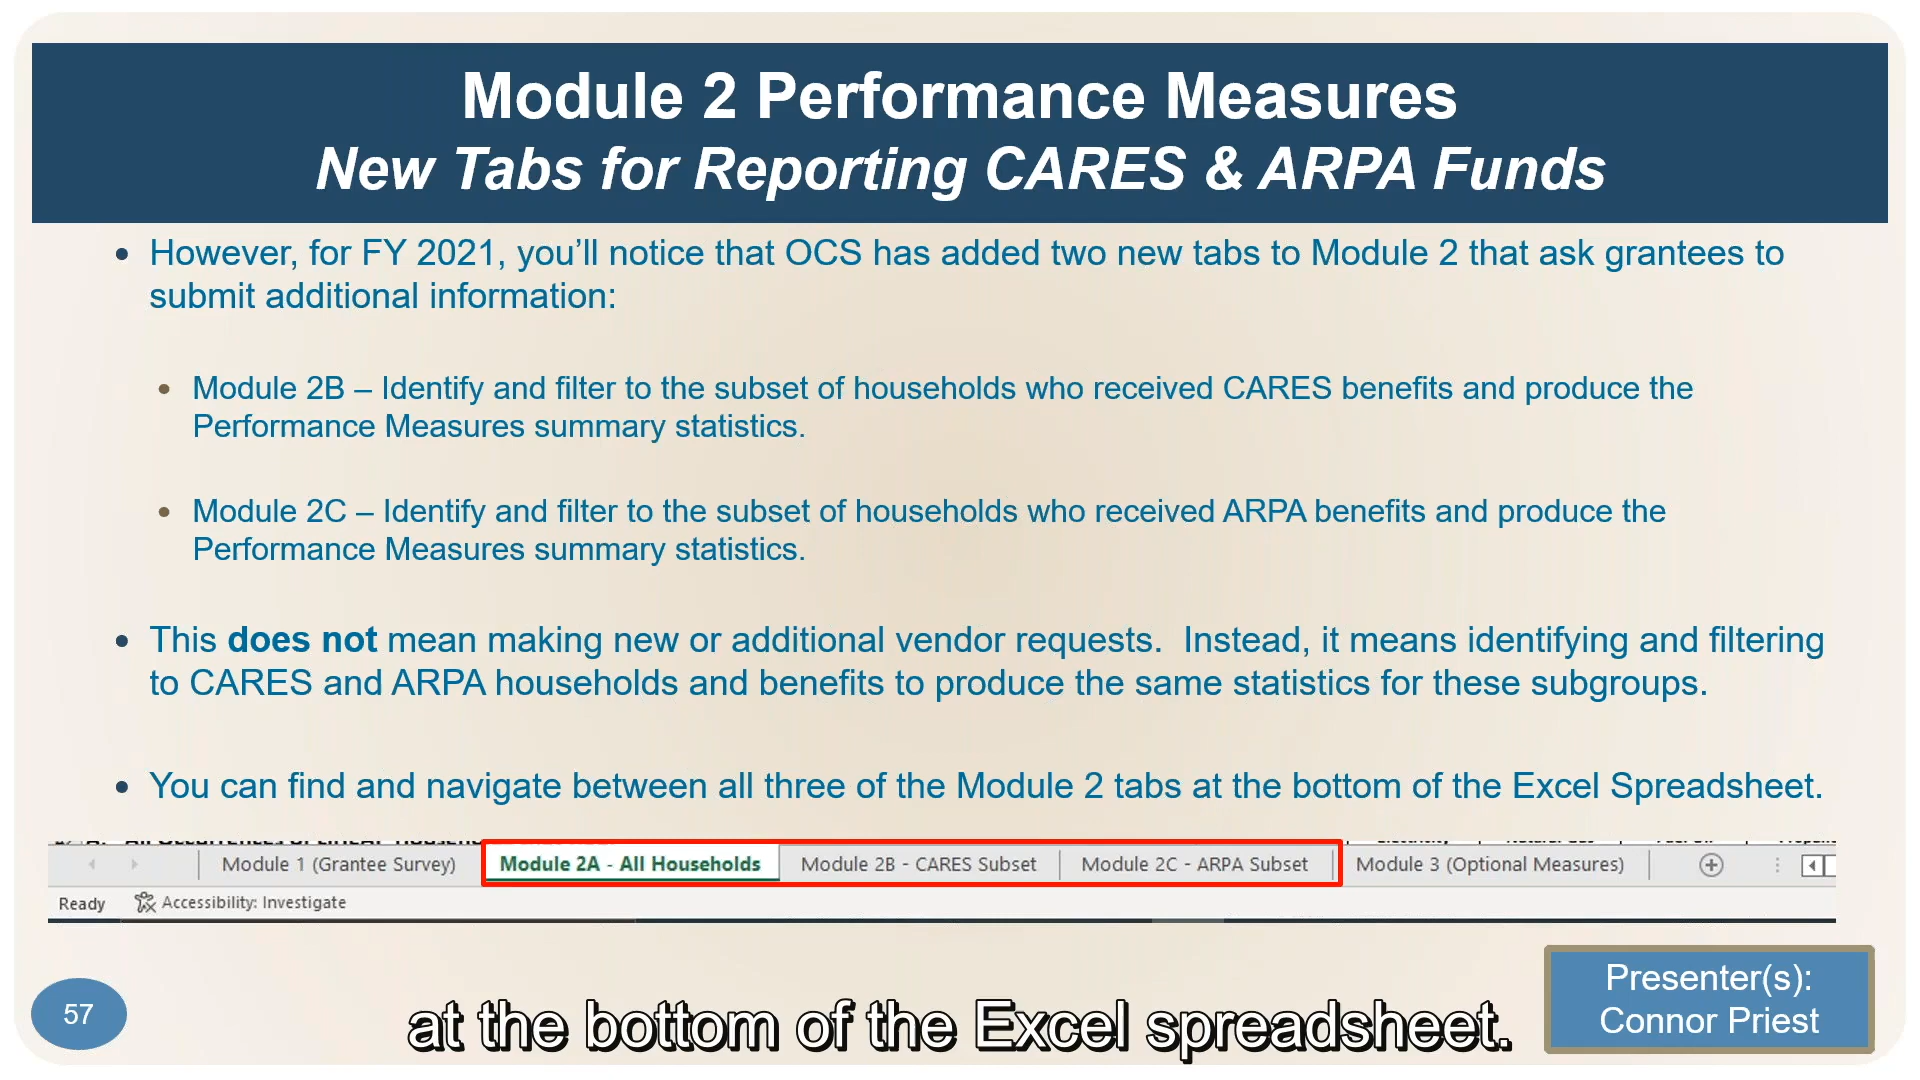 Module 2 Performance Measures
New Tabs for Reporting CARES & ARPA Funds
• However, for FY 2021, you’ll notice that OCS has added two new tabs to Module 2 that ask grantees to
submit additional information:
• Module 2B – Identify and filter to the subset of households who received CARES benefits and produce the
Performance Measures summary statistics.
• Module 2C – Identify and filter to the subset of households who received ARPA benefits and produce the
Performance Measures summary statistics.
• This does not mean making new or additional vendor requests.  Instead, it means identifying and filtering
to CARES and ARPA households and benefits to produce the same statistics for these subgroups.
• You can find and navigate between all three of the Module 2 tabs at the bottom of the Excel Spreadsheet.
Module 1 (Grantee Survey) Module 2A - All Households Module 2B - CARES Subset Module 2C - ARPA Subset Module 3 (Optional Measures)
Ready Accessibility: Investigate
Presenter(s):
Connor Priest
57
at the bottom of the Excel spreadsheet.